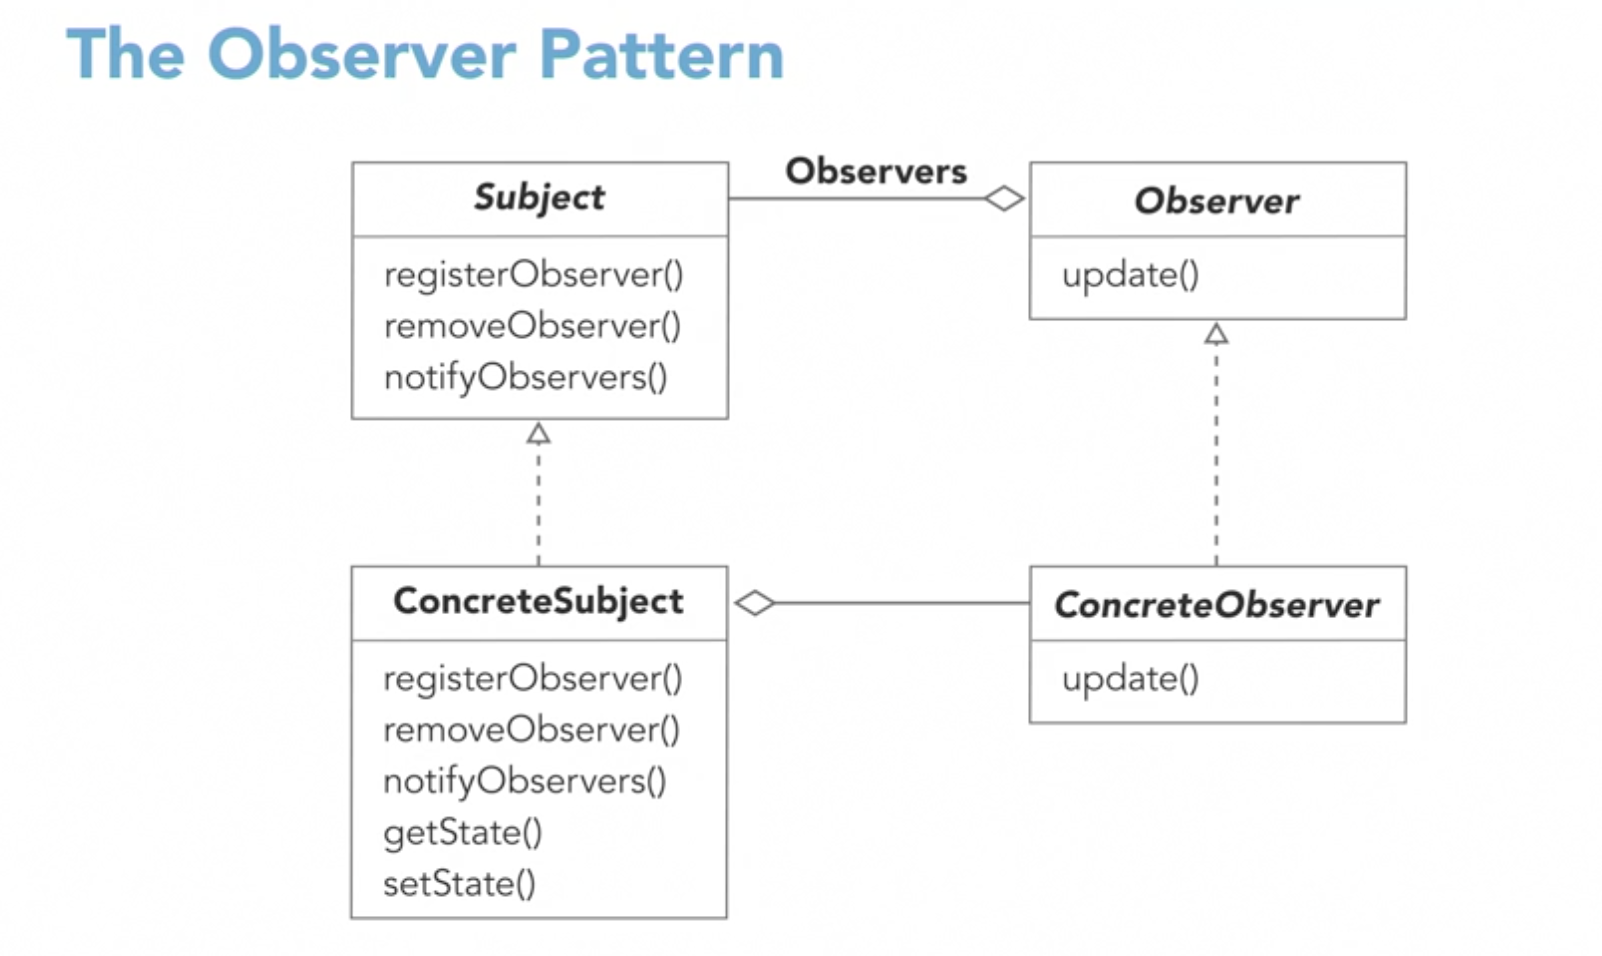 The Observer Pattern
Subject
registerObserver()
removeObserver()
notifyObservers()
Observers
Observer
update()
ConcreteSubject
registerObserver()
removeObserver()
notifyObservers()
getState()
setState()
ConcreteObserver
update()